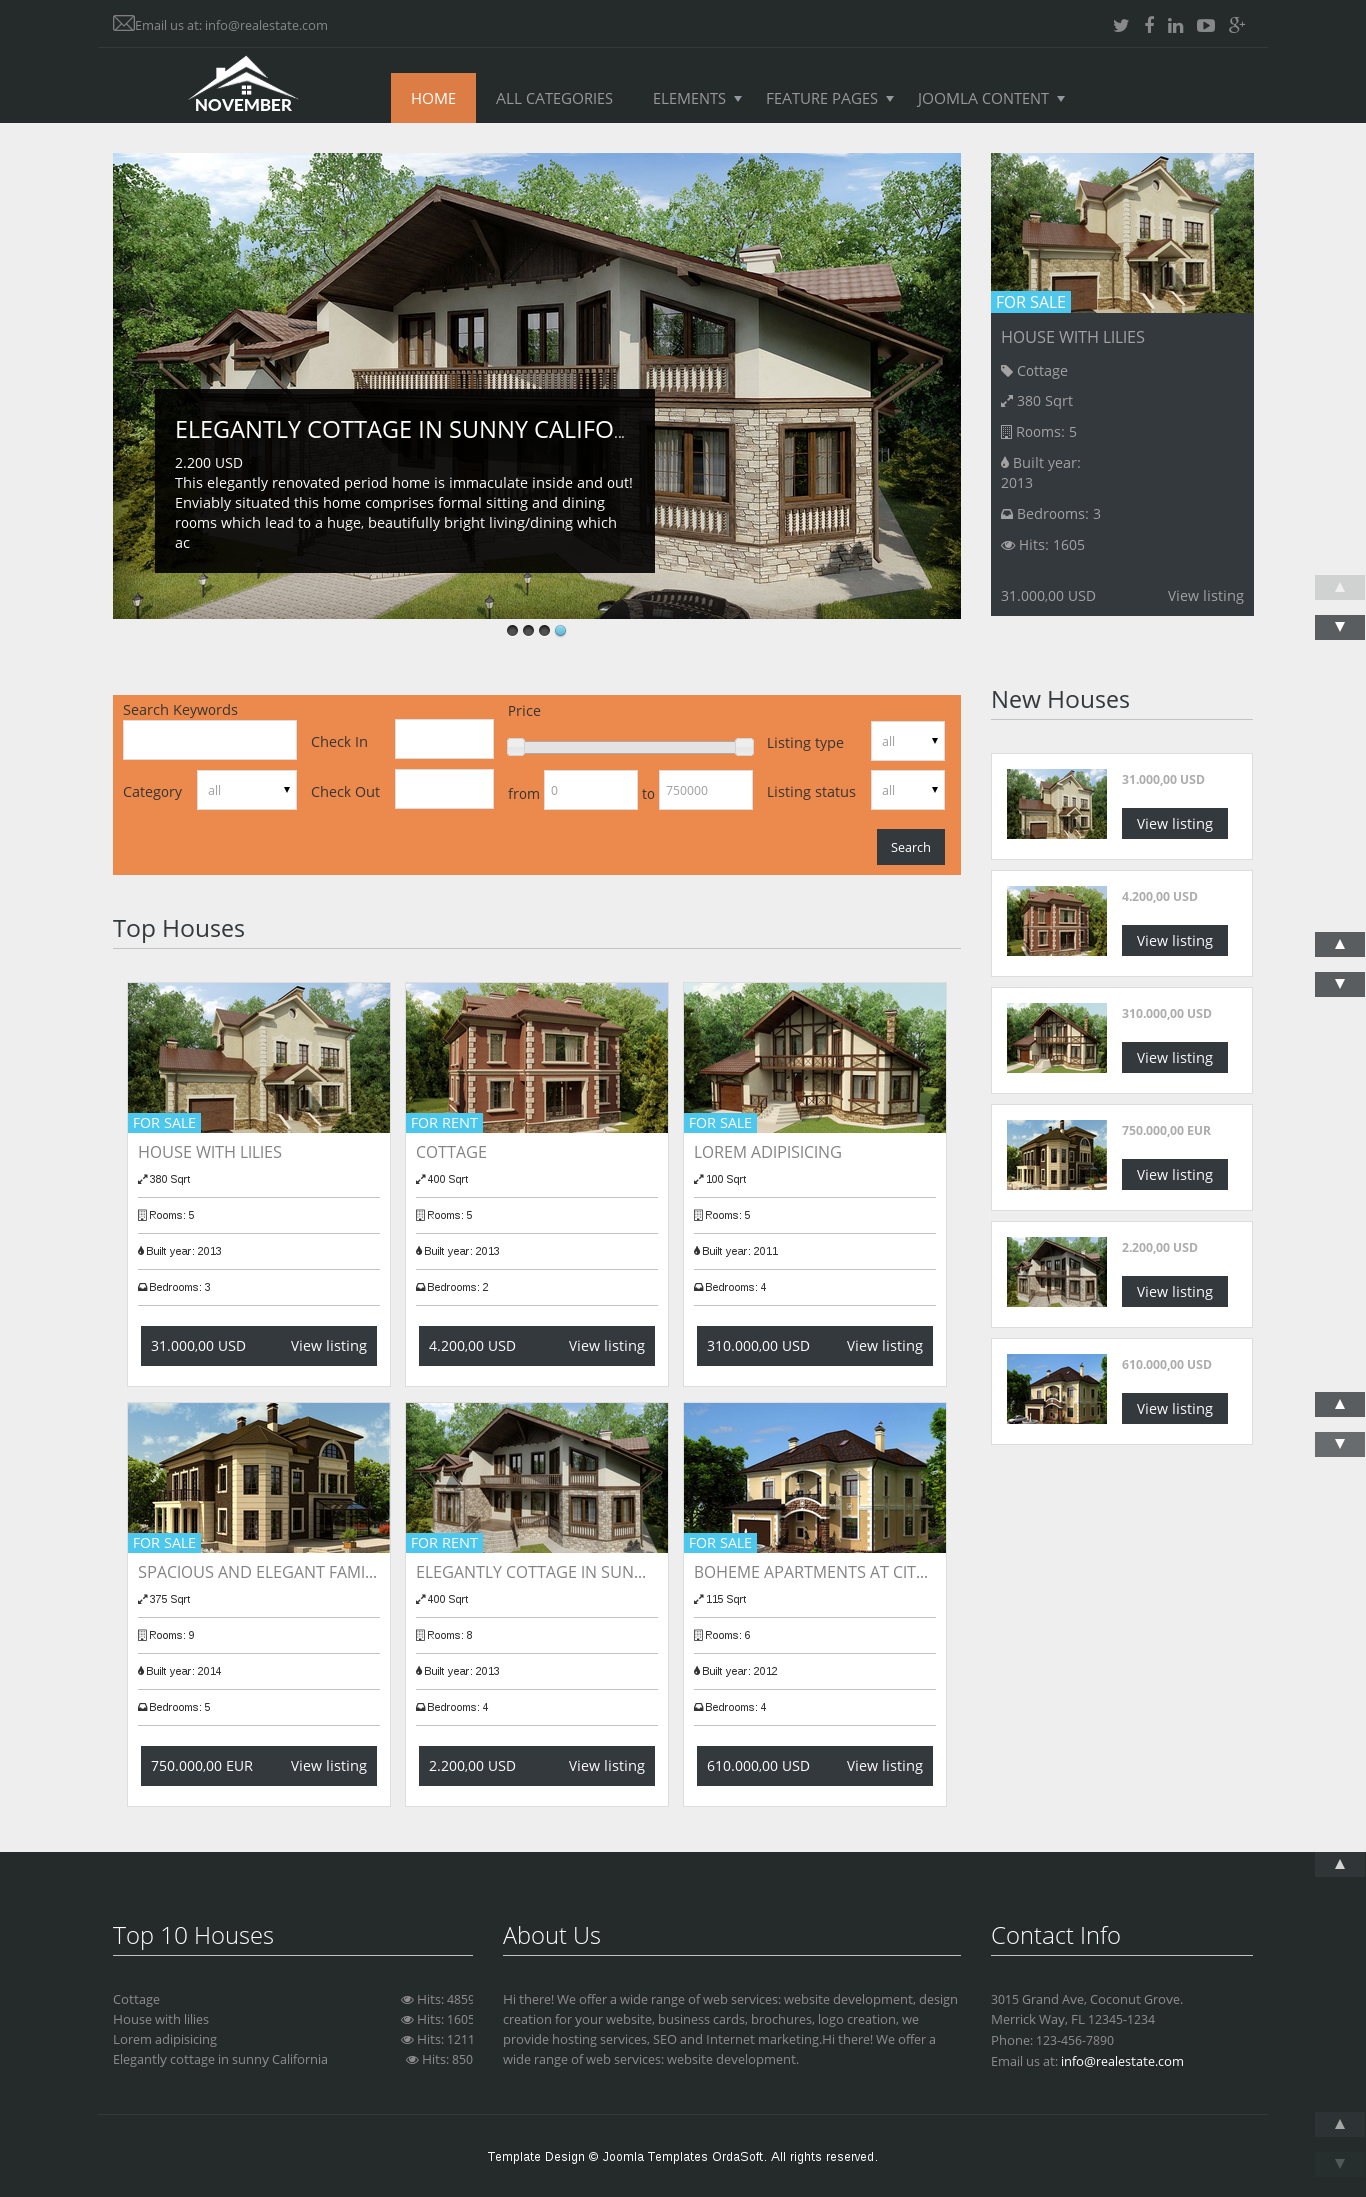 Email us at: info@realestate.com
NOVEMBER
HOME ALL CATEGORIES ELEMENTS FEATURE PAGES JOOMLA CONTENT
ELEGANTLY COTTAGE IN SUNNY CALIFO...
2.200 USD
This elegantly renovated period home is immaculate inside and out!
Enviably situated this home comprises formal sitting and dining
rooms which lead to a huge, beautifully bright living/dining which
ac
FOR SALE
HOUSE WITH LILIES
Cottage
380 Sqrt
Rooms: 5
Built year:
2013
Bedrooms: 3
Hits: 1605
31.000,00 USD View listing
Search Keywords
Category all
Check In
Check Out
Price
from 0 to 750000
Listing type all
Listing status all
Search
Top Houses
FOR SALE
HOUSE WITH LILIES
380 Sqrt
Rooms: 5
Built year: 2013
Bedrooms: 3
31.000,00 USD View listing
FOR RENT
COTTAGE
400 Sqrt
Rooms: 5
Built year: 2013
Bedrooms: 2
4.200,00 USD View listing
FOR SALE
LOREM ADIPISICING
100 Sqrt
Rooms: 5
Built year: 2011
Bedrooms: 4
310.000,00 USD View listing
FOR SALE
SPACIOUS AND ELEGANT FAMI...
375 Sqrt
Rooms: 9
Built year: 2014
Bedrooms: 5
750.000,00 EUR View listing
FOR RENT
ELEGANTLY COTTAGE IN SUN...
400 Sqrt
Rooms: 8
Built year: 2013
Bedrooms: 4
2.200,00 USD View listing
FOR SALE
BOHEME APARTMENTS AT CIT...
115 Sqrt
Rooms: 6
Built year: 2012
Bedrooms: 4
610.000,00 USD View listing
New Houses
31.000,00 USD
View listing
4.200,00 USD
View listing
310.000,00 USD
View listing
750.000,00 EUR
View listing
2.200,00 USD
View listing
610.000,00 USD
View listing
Top 10 Houses
Cottage Hits: 4859
House with lilies Hits: 1605
Lorem adipisicing Hits: 1211
Elegantly cottage in sunny California Hits: 850
About Us
Hi there! We offer a wide range of web services: website development, design
creation for your website, business cards, brochures, logo creation, we
provide hosting services, SEO and Internet marketing.Hi there! We offer a
wide range of web services: website development.
Contact Info
3015 Grand Ave, Coconut Grove.
Merrick Way, FL 12345-1234
Phone: 123-456-7890
Email us at: info@realestate.com
Template Design © Joomla Templates OrdaSoft. All rights reserved.